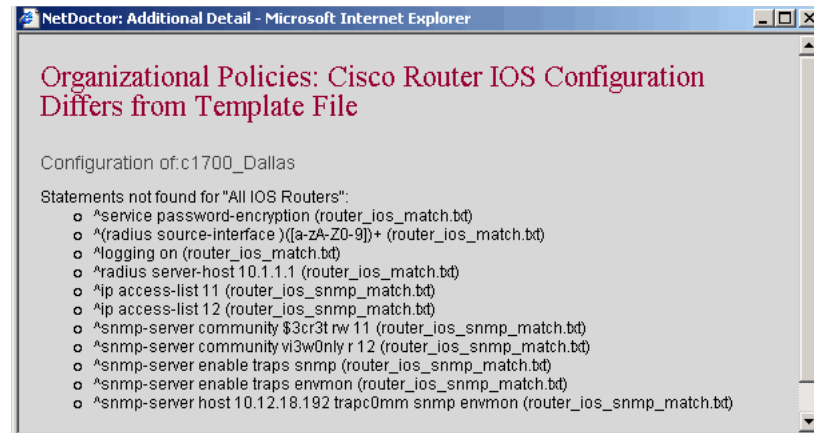 NetDoctor: Additional Detail - Microsoft Internet Explorer
Organizational Policies: Cisco Router IOS Configuration
Differs from Template File
Configuration of:c1700_Dallas
Statements not found for "All IOS Routers":
^service password-encryption (router_ios_match.txt)
^(radius source-interface )([a-zA-Z0-9])+ (router_ios_match.txt)
^logging on (router_ios_match.txt)
^radius server-host 10.1.1.1 (router_ios_match.txt)
^ip access-list 11 (router_ios_snmp_match.txt)
^ip access-list 12 (router_ios_snmp_match.txt)
^snmp-server community $3cr3t rw 11 (router_ios_snmp_match.txt)
^snmp-server community vi3w0nly r 12 (router_ios_snmp_match.txt)
^snmp-server enable traps snmp (router_ios_snmp_match.txt)
^snmp-server enable traps envmon (router_ios_snmp_match.txt)
^snmp-server host 10.12.18.192 trapc0mm snmp envmon (router_ios_snmp_match.txt)